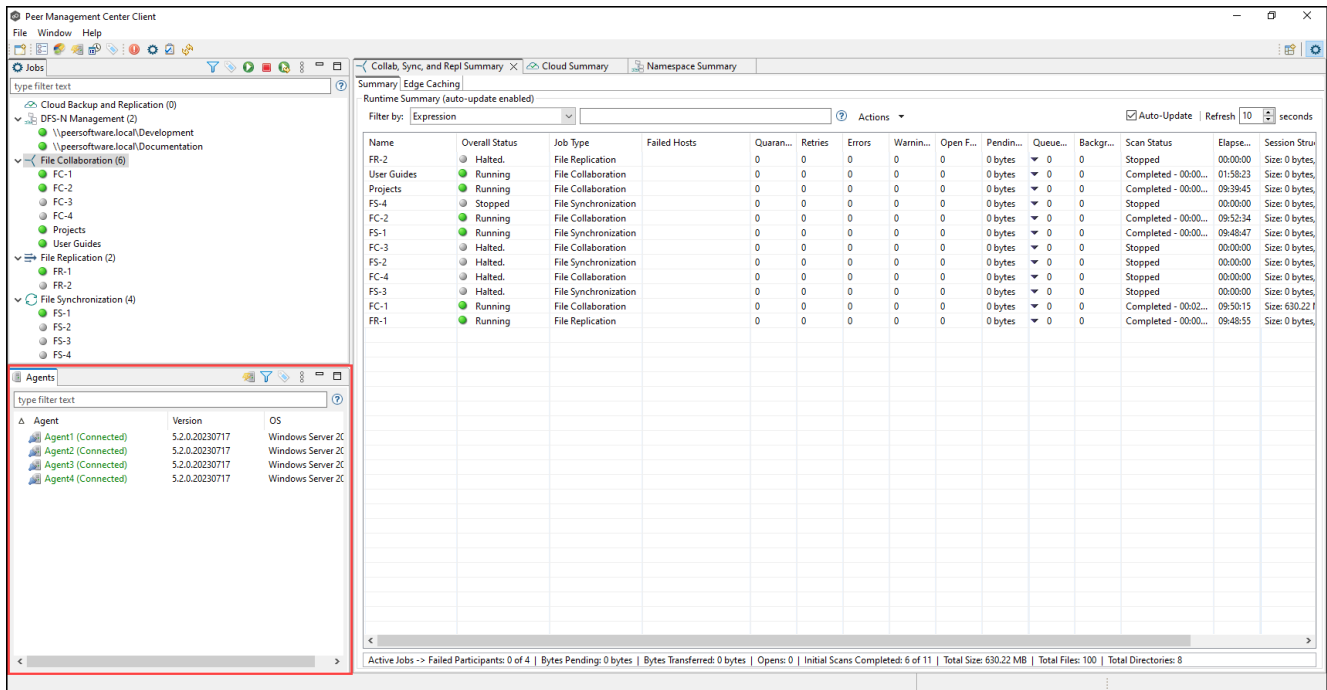 Peer Management Center Client
File Window Help
Jobs
type filter text
Cloud Backup and Replication (0)
DFS-N Management (2)
\\peersoftware.local\Development
\\peersoftware.local\Documentation
File Collaboration (6)
FC-1
FC-2
FC-3
FC-4
Projects
User Guides
File Replication (2)
FR-1
FR-2
File Synchronization (4)
FS-1
FS-2
FS-3
FS-4
Agents
type filter text
Agent Version OS
Agent1 (Connected) 5.2.0.20230717 Windows Server 20
Agent2 (Connected) 5.2.0.20230717 Windows Server 20
Agent3 (Connected) 5.2.0.20230717 Windows Server 20
Agent4 (Connected) 5.2.0.20230717 Windows Server 20
Collab, Sync, and Repl Summary Cloud Summary Namespace Summary
Summary Edge Caching
Runtime Summary (auto-update enabled)
Filter by: Expression Actions Auto-Update Refresh 10 seconds
Name Overall Status Job Type Failed Hosts Quaran... Retries Errors Warnin... Open F... Pendin... Queue... Backgr... Scan Status Elapse... Session Stru
FR-2 Halted. File Replication 0 0 0 0 0 0 bytes 0 0 Stopped 00:00:00 Size: 0 bytes,
User Guides Running File Collaboration 0 0 0 0 0 0 bytes 0 0 Completed - 00:00... 01:58:23 Size: 0 bytes,
Projects Running File Collaboration 0 0 0 0 0 0 bytes 0 0 Completed - 00:00... 09:39:45 Size: 0 bytes,
FS-4 Stopped File Synchronization 0 0 0 0 0 0 bytes 0 0 Stopped 00:00:00 Size: 0 bytes,
FC-2 Running File Collaboration 0 0 0 0 0 0 bytes 0 0 Completed - 00:00... 09:52:34 Size: 0 bytes,
FS-1 Running File Synchronization 0 0 0 0 0 0 bytes 0 0 Completed - 00:00... 09:48:47 Size: 0 bytes,
FC-3 Halted. File Collaboration 0 0 0 0 0 0 bytes 0 0 Stopped 00:00:00 Size: 0 bytes,
FS-2 Halted. File Synchronization 0 0 0 0 0 0 bytes 0 0 Stopped 00:00:00 Size: 0 bytes,
FC-4 Halted. File Collaboration 0 0 0 0 0 0 bytes 0 0 Stopped 00:00:00 Size: 0 bytes,
FS-3 Halted. File Synchronization 0 0 0 0 0 0 bytes 0 0 Stopped 00:00:00 Size: 0 bytes,
FC-1 Running File Collaboration 0 0 0 0 0 0 bytes 0 0 Completed - 00:02... 09:50:15 Size: 630.22 M
FR-1 Running File Replication 0 0 0 0 0 0 bytes 0 0 Completed - 00:00... 09:48:55 Size: 0 bytes,
Active Jobs -> Failed Participants: 0 of 4 | Bytes Pending: 0 bytes | Bytes Transferred: 0 bytes | Opens: 0 | Initial Scans Completed: 6 of 11 | Total Size: 630.22 MB | Total Files: 100 | Total Directories: 8